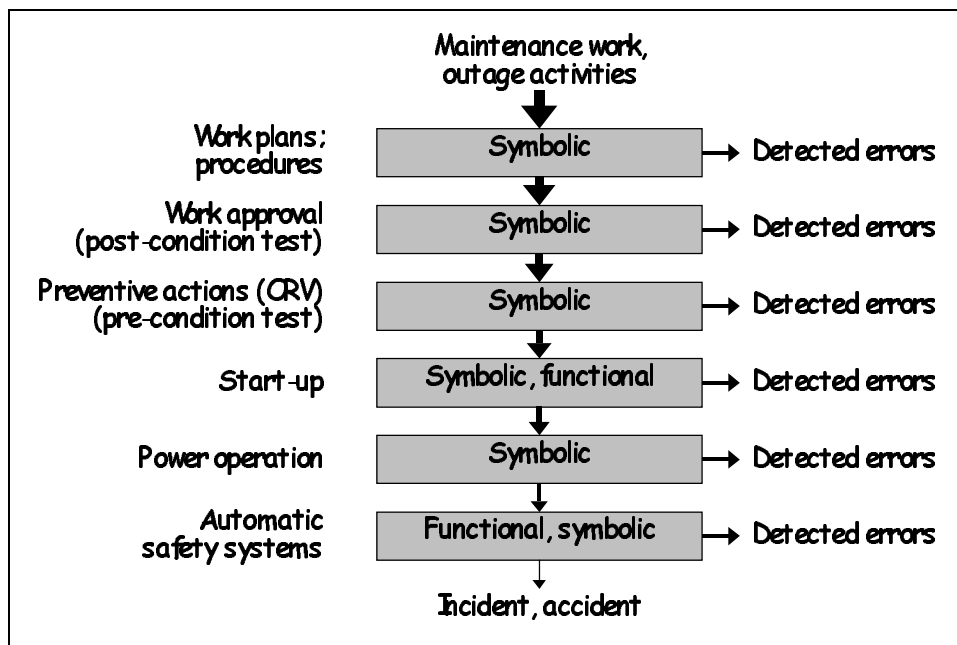 Maintenance work,
outage activities
Work plans;
procedures
Symbolic
Detected errors
Work approval
(post-condition test)
Symbolic
Detected errors
Preventive actions (CRV)
(pre-condition test)
Symbolic
Detected errors
Start-up
Symbolic, functional
Detected errors
Power operation
Symbolic
Detected errors
Automatic
safety systems
Functional, symbolic
Detected errors
Incident, accident